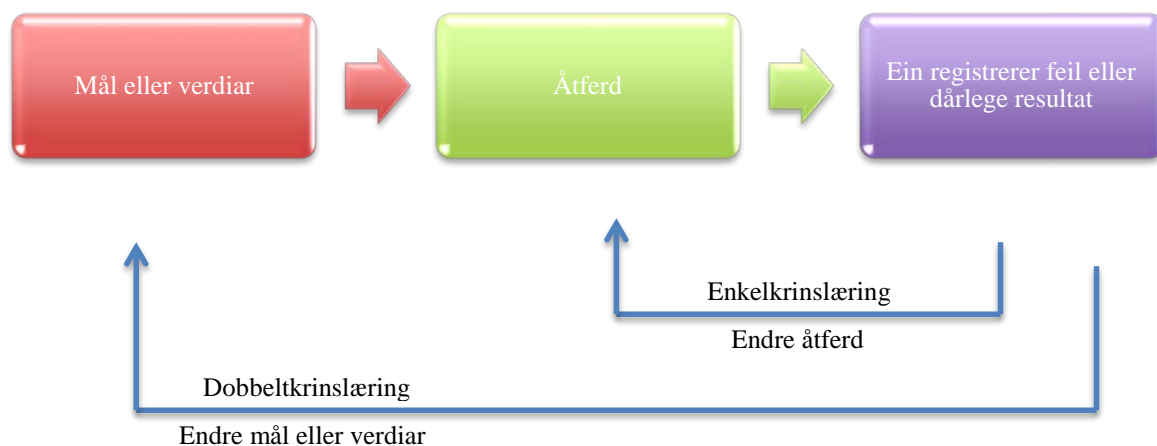 Mål eller verdiar
Åtferd
Ein registrerer feil eller
dårlege resultat
Enkelkrinslæring
Endre åtferd
Dobbeltkrinslæring
Endre mål eller verdiar